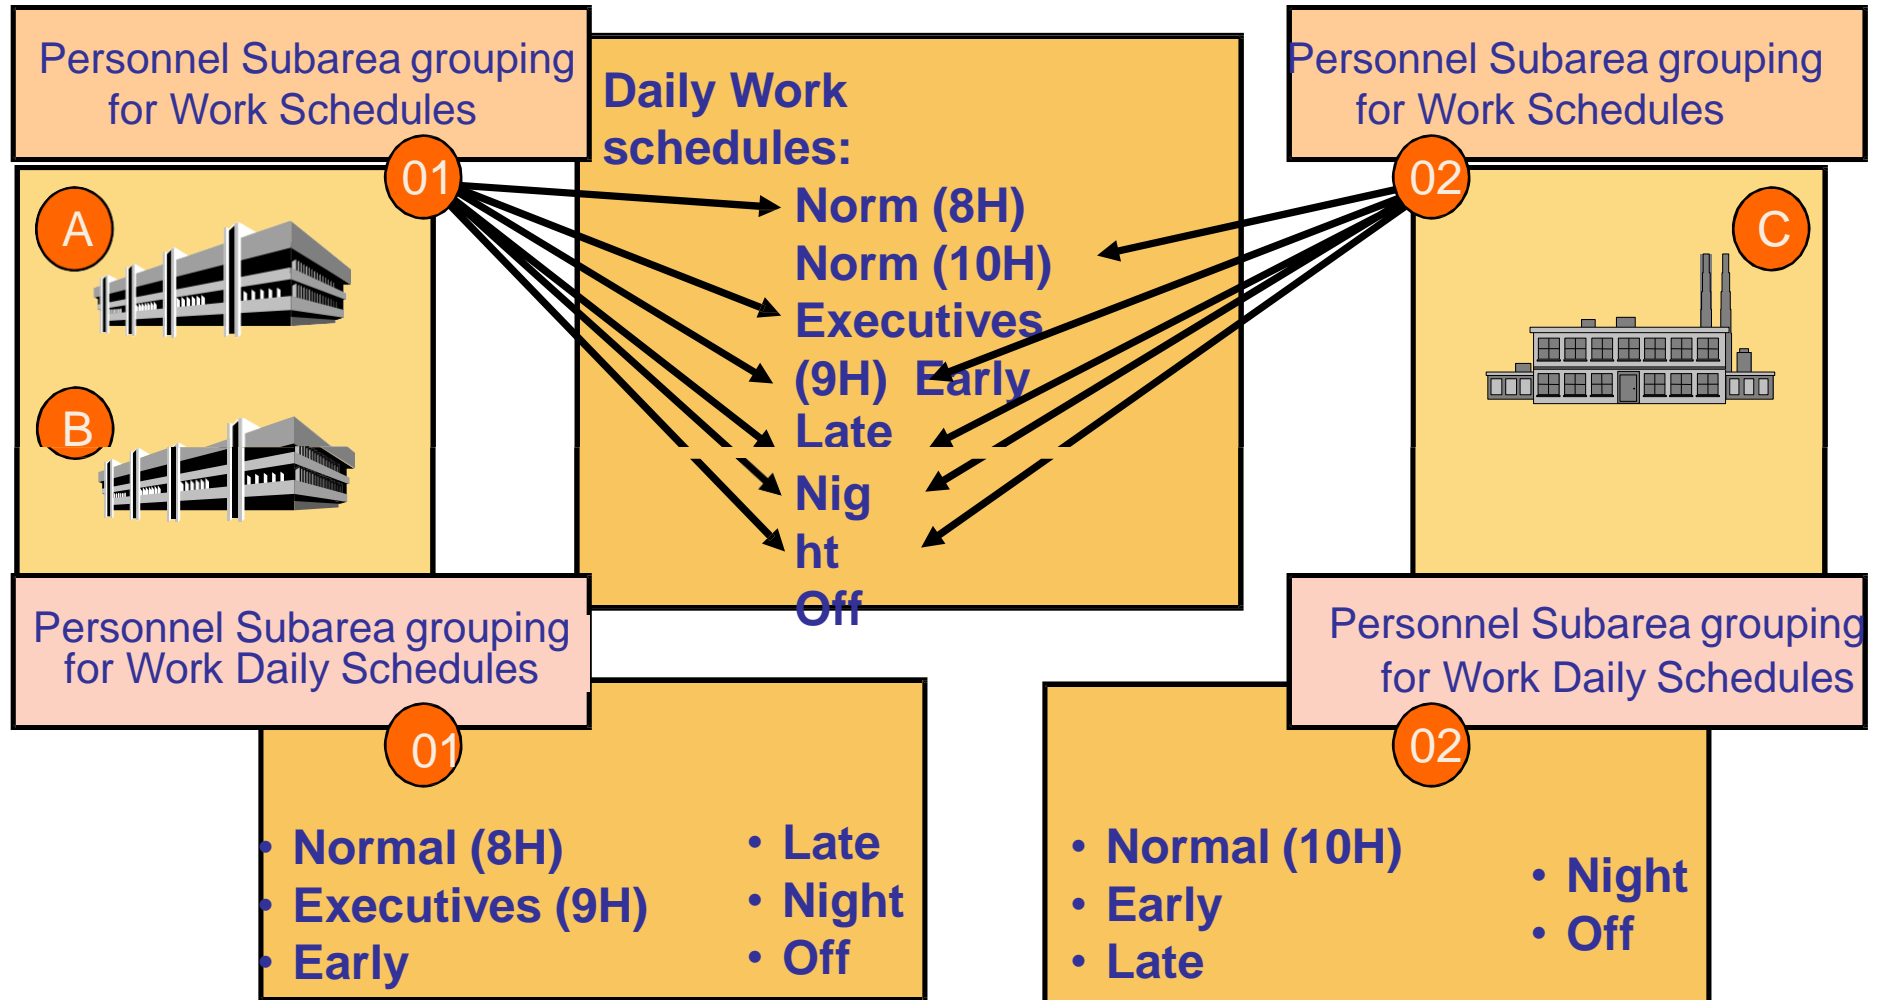 Personnel Subarea grouping
for Work Schedules
01
A
B
Daily Work
schedules:
Norm (8H)
Norm (10H)
Executives
(9H) Early
Late
Nig
ht
Off
Personnel Subarea grouping
for Work Schedules
02
C
Personnel Subarea grouping
for Work Daily Schedules
01
• Normal (8H)
• Executives (9H)
• Early
• Late
• Night
• Off
Personnel Subarea grouping
for Work Daily Schedules
02
• Normal (10H)
• Early
• Late
• Night
• Off